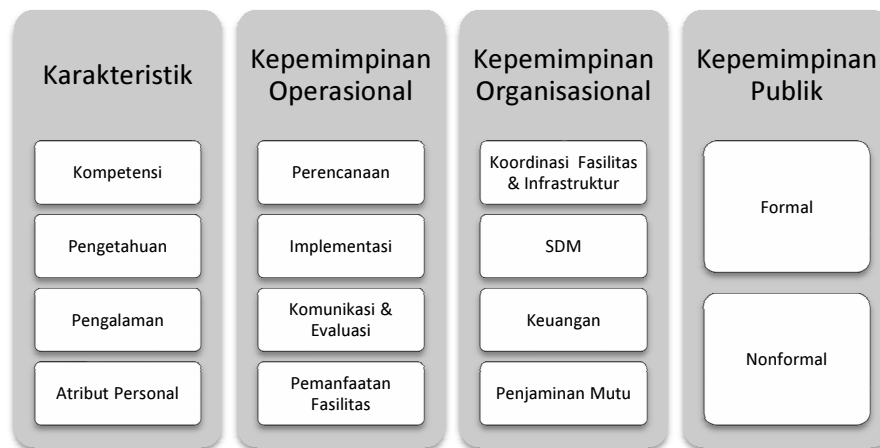 Karakteristik
Kompetensi
Pengetahuan
Pengalaman
Atribut Personal
Kepemimpinan
Operasional
Perencanaan
Implementasi
Komunikasi &
Evaluasi
Pemanfaatan
Fasilitas
Kepemimpinan
Organisasional
Koordinasi Fasilitas
& Infrastruktur
SDM
Keuangan
Penjaminan Mutu
Kepemimpinan
Publik
Formal
Nonformal